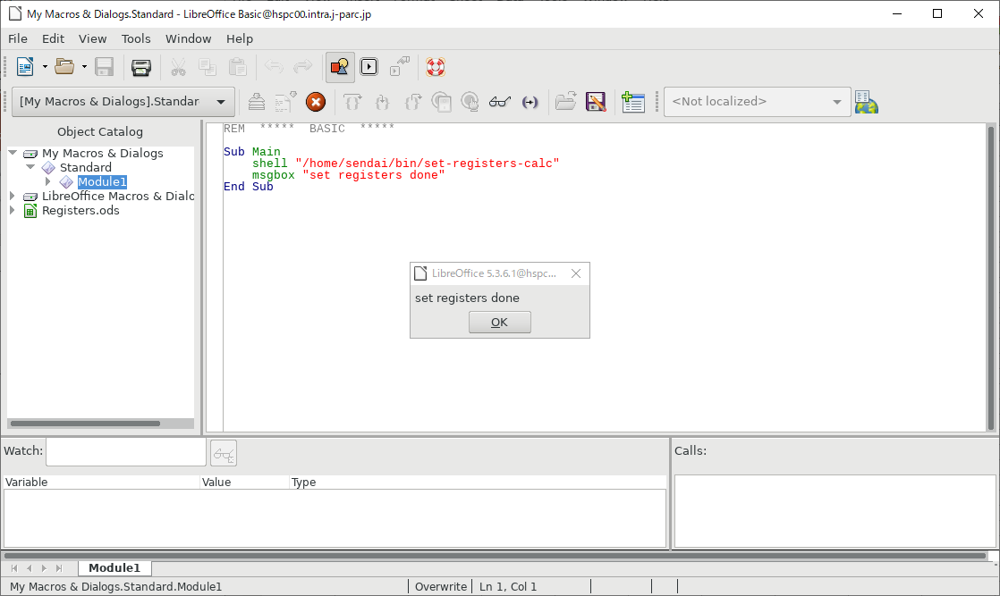 My Macros & Dialogs.Standard - LibreOffice Basic@hspc00.intra.j-parc.jp
File Edit View Tools Window Help
[My Macros & Dialogs].Standar
<Not localized>
Object Catalog
My Macros & Dialogs
Standard
Module1
LibreOffice Macros & Dialo
Registers.ods
REM ***** BASIC *****
Sub Main
shell "/home/sendai/bin/set-registers-calc"
msgbox "set registers done"
End Sub
LibreOffice 5.3.6.1@hspc...
set registers done
OK
Watch:
Calls:
Variable Value Type
Module1
My Macros & Dialogs.Standard.Module1 Overwrite Ln 1, Col 1